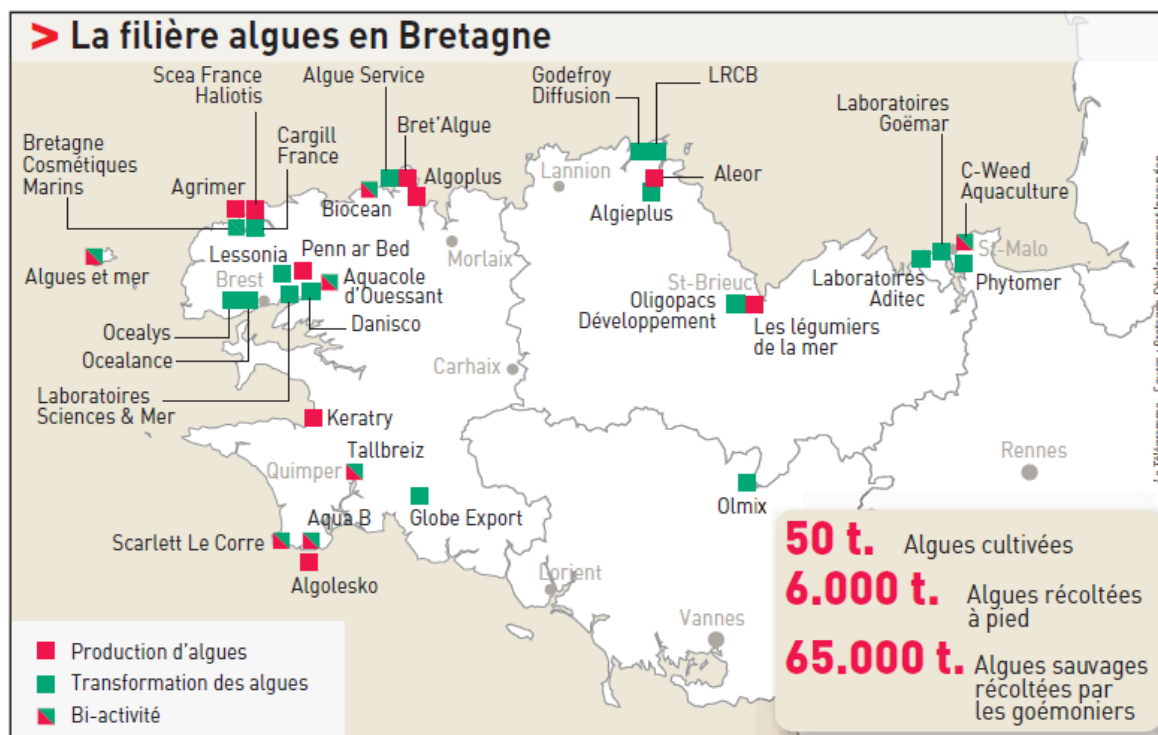 > La filière algues en Bretagne
Scea France
Haliotis
Algue Service
Godefroy
Diffusion
LRCB
Laboratoires
Goëmar
Bretagne
Cosmétiques
Marins
Cargill
France
Bret'Algue
C-Weed
Aquaculture
Agrimer
Algoplus
Lannion
Aleor
Biocean
Algieplus
Lessonia
Penn ar Bed
Morlaix
St-Malo
Algues et mer
Brest
Aquacole
d'Ouessant
St-Brieuc
Laboratoires
Aditec
Phytomer
Oligopacs
Développement
Ocealys
Danisco
Les légumiers
de la mer
Ocealance
Carhaix
Laboratoires
Sciences & Mer
Keratry
Tallbreiz
Quimper
Rennes
Olmix
Aqua B
Globe Export
Scarlett Le Corre
Algolesko
Lorient
Vannes
50 t. Algues cultivées
6.000 t. Algues récoltées
à pied
65.000 t. Algues sauvages
récoltées par
les goémoniers
Production d'algues
Transformation des algues
Bi-activité